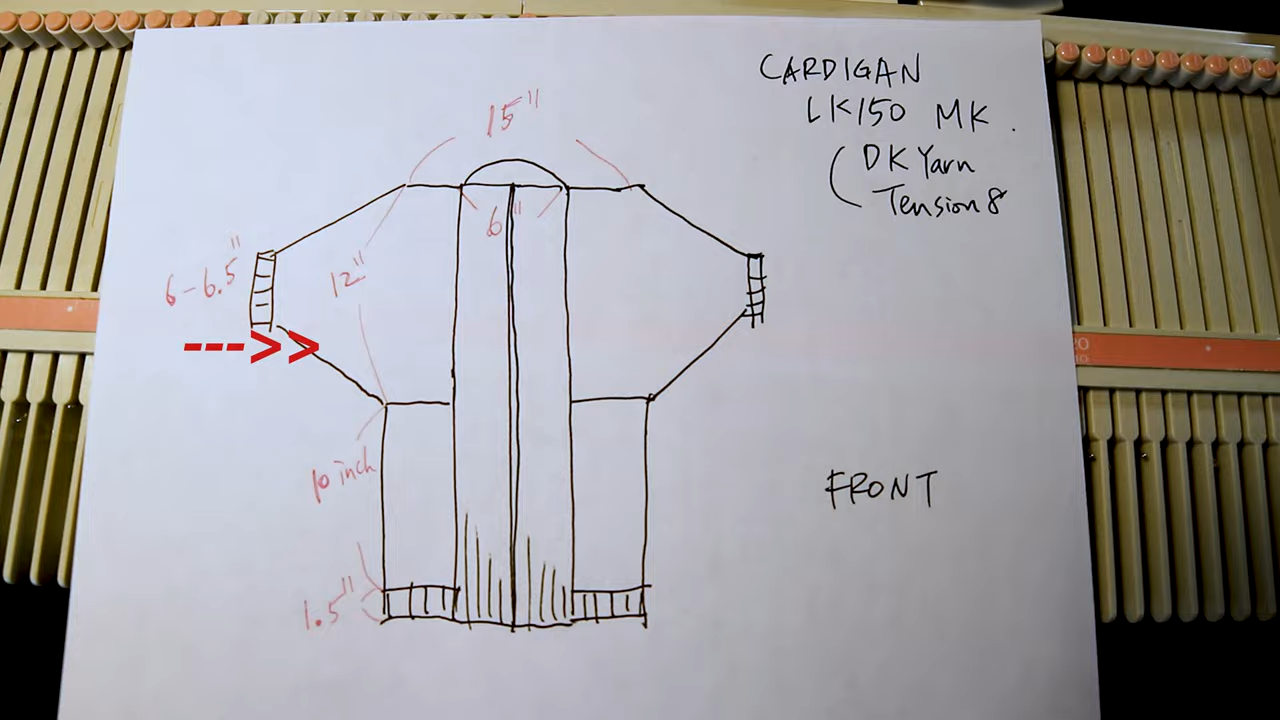 CARDIGAN
LK150 MK.
DK Yarn
Tension 8
15"
6"
6-6.5"
12"
--->>
10 inch
FRONT
1.5"